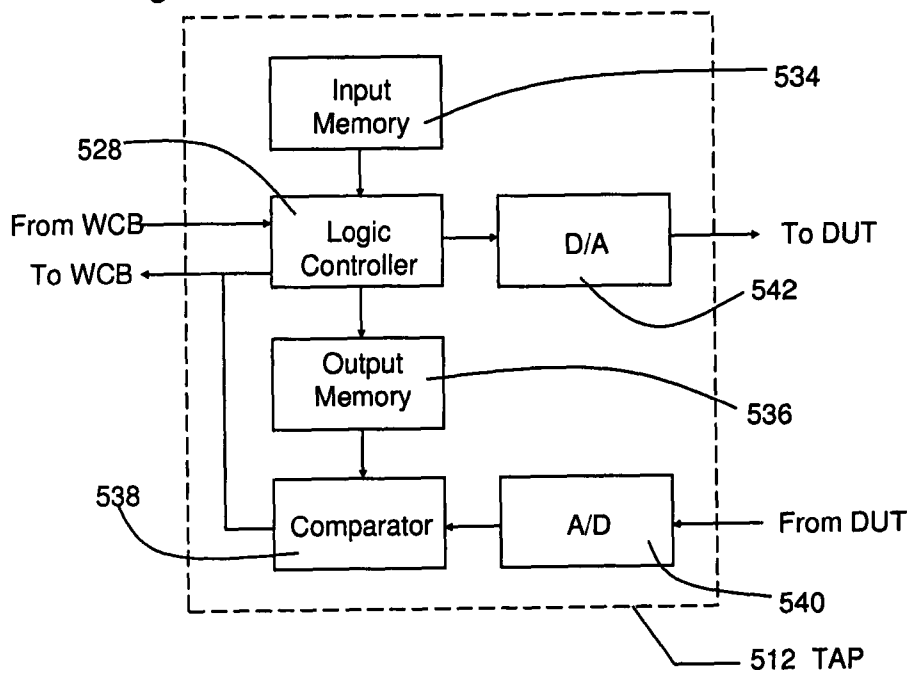 Input
Memory
534
528
From WCB
Logic
Controller
D/A
To DUT
To WCB
542
Output
Memory
536
538
Comparator
A/D
From DUT
540
512 TAP